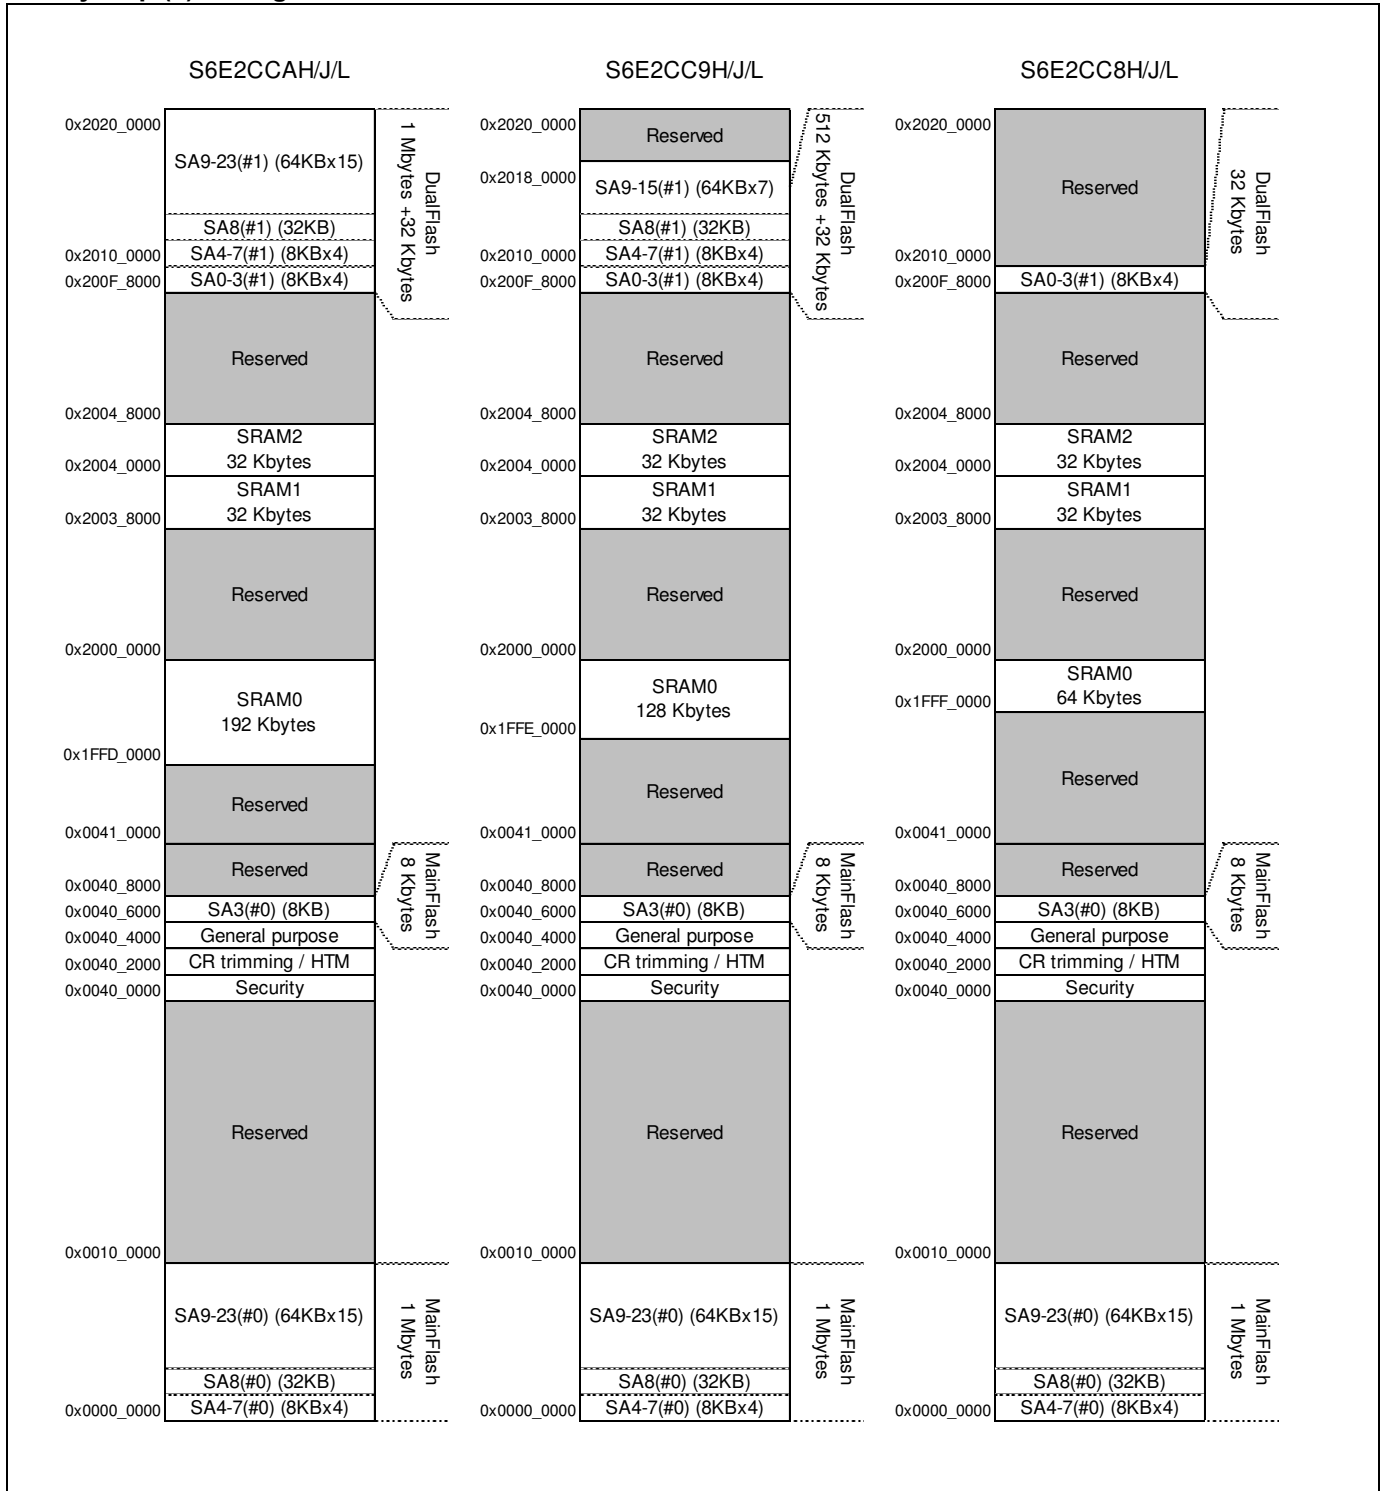 S6E2CCAH/J/L
0x2020_0000
SA9-23(#1) (64KBx15)
SA8(#1) (32KB)
0x2010_0000
SA4-7(#1) (8KBx4)
0x200F_8000
SA0-3(#1) (8KBx4)
DualFlash
1 Mbytes +32 Kbytes
Reserved
0x2004_8000
SRAM2
32 Kbytes
0x2004_0000
SRAM1
32 Kbytes
0x2003_8000
Reserved
0x2000_0000
SRAM0
192 Kbytes
0x1FFD_0000
Reserved
0x0041_0000
Reserved
0x0040_8000
SA3(#0) (8KB)
0x0040_6000
General purpose
0x0040_4000
CR trimming / HTM
0x0040_2000
Security
0x0040_0000
MainFlash
8 Kbytes
Reserved
0x0010_0000
SA9-23(#0) (64KBx15)
SA8(#0) (32KB)
SA4-7(#0) (8KBx4)
0x0000_0000
MainFlash
1 Mbytes
S6E2CC9H/J/L
0x2020_0000
Reserved
0x2018_0000
SA9-15(#1) (64KBx7)
SA8(#1) (32KB)
0x2010_0000
SA4-7(#1) (8KBx4)
0x200F_8000
SA0-3(#1) (8KBx4)
DualFlash
512 Kbytes +32 Kbytes
Reserved
0x2004_8000
SRAM2
32 Kbytes
0x2004_0000
SRAM1
32 Kbytes
0x2003_8000
Reserved
0x2000_0000
SRAM0
128 Kbytes
0x1FFE_0000
Reserved
0x0041_0000
Reserved
0x0040_8000
SA3(#0) (8KB)
0x0040_6000
General purpose
0x0040_4000
CR trimming / HTM
0x0040_2000
Security
0x0040_0000
MainFlash
8 Kbytes
Reserved
0x0010_0000
SA9-23(#0) (64KBx15)
SA8(#0) (32KB)
SA4-7(#0) (8KBx4)
0x0000_0000
MainFlash
1 Mbytes
S6E2CC8H/J/L
0x2020_0000
Reserved
0x2010_0000
0x200F_8000
SA0-3(#1) (8KBx4)
DualFlash
32 Kbytes
Reserved
0x2004_8000
SRAM2
32 Kbytes
0x2004_0000
SRAM1
32 Kbytes
0x2003_8000
Reserved
0x2000_0000
SRAM0
64 Kbytes
0x1FFF_0000
Reserved
0x0041_0000
Reserved
0x0040_8000
SA3(#0) (8KB)
0x0040_6000
General purpose
0x0040_4000
CR trimming / HTM
0x0040_2000
Security
0x0040_0000
MainFlash
8 Kbytes
Reserved
0x0010_0000
SA9-23(#0) (64KBx15)
SA8(#0) (32KB)
SA4-7(#0) (8KBx4)
0x0000_0000
MainFlash
1 Mbytes